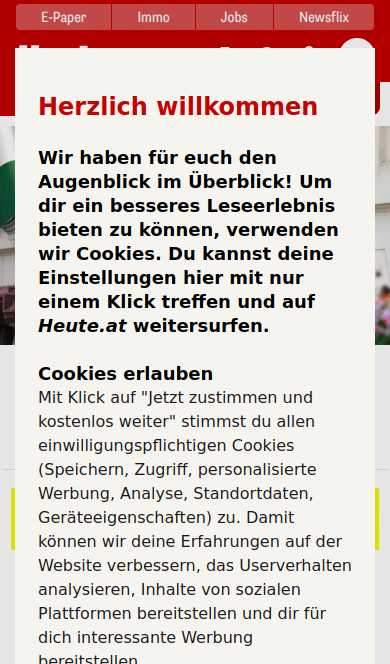 E-Paper Immo Jobs Newsflix
Herzlich willkommen
Wir haben für euch den
Augenblick im Überblick! Um
dir ein besseres Leseerlebnis
bieten zu können, verwenden
wir Cookies. Du kannst deine
Einstellungen hier mit nur
einem Klick treffen und auf
Heute.at weitersurfen.
Cookies erlauben
Mit Klick auf "Jetzt zustimmen und
kostenlos weiter" stimmst du allen
einwilligungspflichtigen Cookies
(Speichern, Zugriff, personalisierte
Werbung, Analyse, Standortdaten,
Geräteeigenschaften) zu. Damit
können wir deine Erfahrungen auf der
Website verbessern, das Userverhalten
analysieren, Inhalte von sozialen
Plattformen bereitstellen und dir für
dich interessante Werbung
bereitstellen